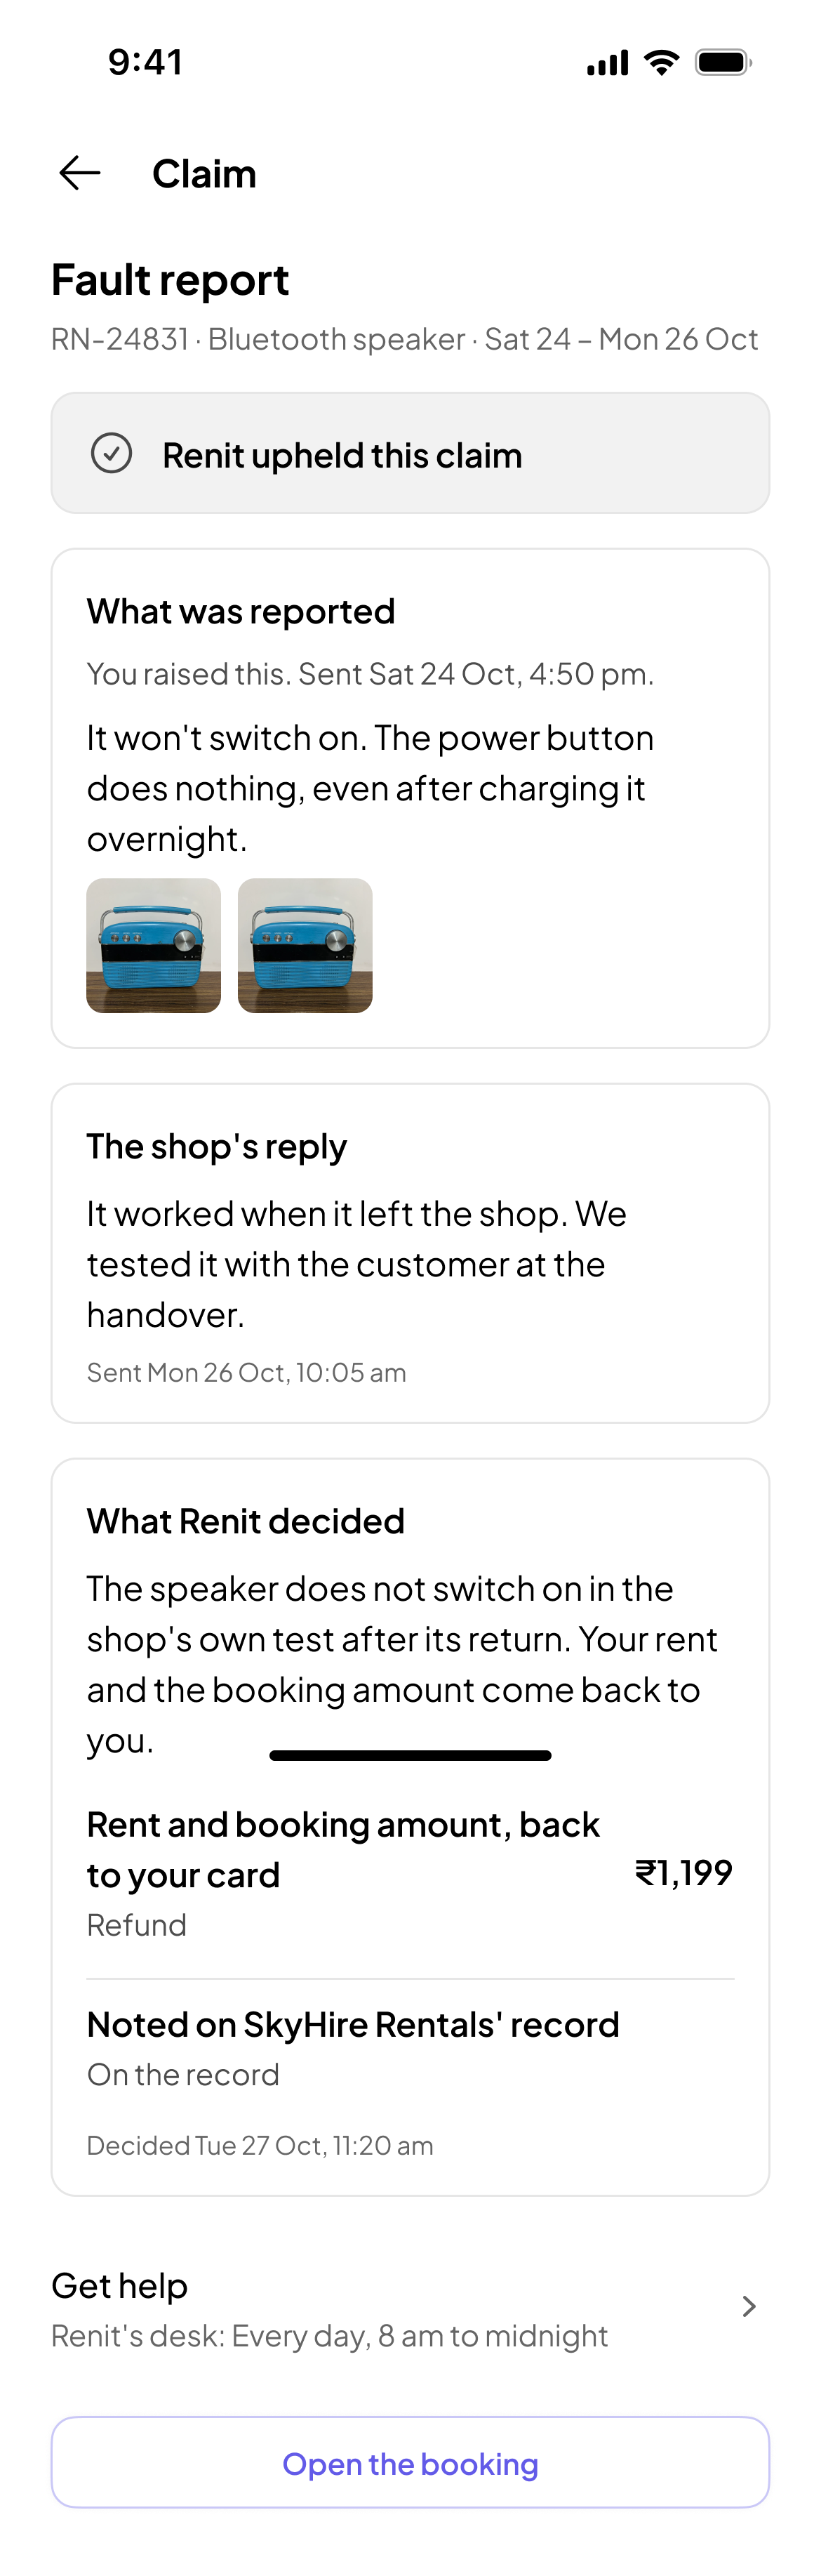 9:41
Claim
Fault report
RN-24831 · Bluetooth speaker · Sat 24 – Mon 26 Oct
Renit upheld this claim
What was reported
You raised this. Sent Sat 24 Oct, 4:50 pm.
It won't switch on. The power button
does nothing, even after charging it
overnight.
The shop's reply
It worked when it left the shop. We
tested it with the customer at the
handover.
Sent Mon 26 Oct, 10:05 am
What Renit decided
The speaker does not switch on in the
shop's own test after its return. Your rent
and the booking amount come back to
you.
Rent and booking amount, back
to your card
₹1,199
Refund
Noted on SkyHire Rentals' record
On the record
Decided Tue 27 Oct, 11:20 am
Get help
Renit's desk: Every day, 8 am to midnight
Open the booking